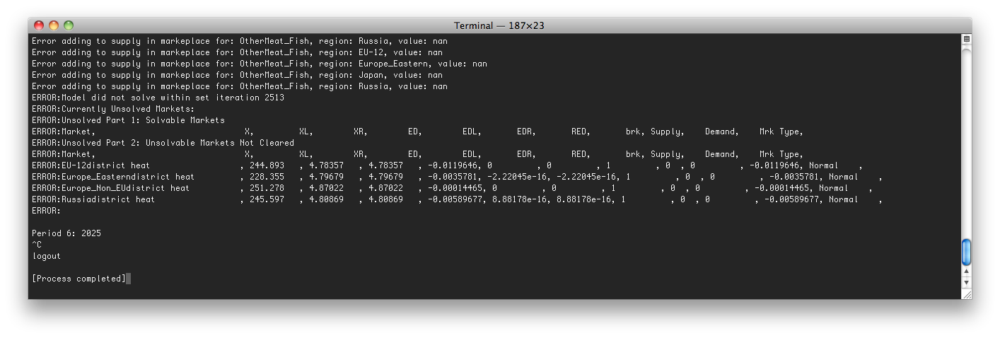 Terminal — 187×23
Error adding to supply in markeplace for: OtherMeat_Fish, region: Russia, value: nan
Error adding to supply in markeplace for: OtherMeat_Fish, region: EU-12, value: nan
Error adding to supply in markeplace for: OtherMeat_Fish, region: Europe_Eastern, value: nan
Error adding to supply in markeplace for: OtherMeat_Fish, region: Japan, value: nan
Error adding to supply in markeplace for: OtherMeat_Fish, region: Russia, value: nan
ERROR:Model did not solve within set iteration 2513
ERROR:Currently Unsolved Markets:
ERROR:Unsolved Part 1: Solvable Markets
ERROR:Market, X, XL, XR, ED, EDL, EDR, RED, brk, Supply, Demand, Mrk Type,
ERROR:Unsolved Part 2: Unsolvable Markets Not Cleared
ERROR:Market, X, XL, XR, ED, EDL, EDR, RED, brk, Supply, Demand, Mrk Type,
ERROR:EU-12district heat , 244.893 , 4.78357 , 4.78357 , -0.0119646, 0 , 0 , 1 , 0 , 0 , -0.0119646, Normal ,
ERROR:Europe_Easterndistrict heat , 228.355 , 4.79679 , 4.79679 , -0.0035781, -2.22045e-16, -2.22045e-16, 1 , 0 , 0 , -0.0035781, Normal ,
ERROR:Europe_Non_EUdistrict heat , 251.278 , 4.87022 , 4.87022 , -0.00014465, 0 , 0 , 1 , 0 , 0 , -0.00014465, Normal ,
ERROR:Russiadistrict heat , 245.597 , 4.80869 , 4.80869 , -0.00589677, 8.88178e-16, 8.88178e-16, 1 , 0 , 0 , -0.00589677, Normal ,
ERROR:
Period 6: 2025
^C
logout
[Process completed]